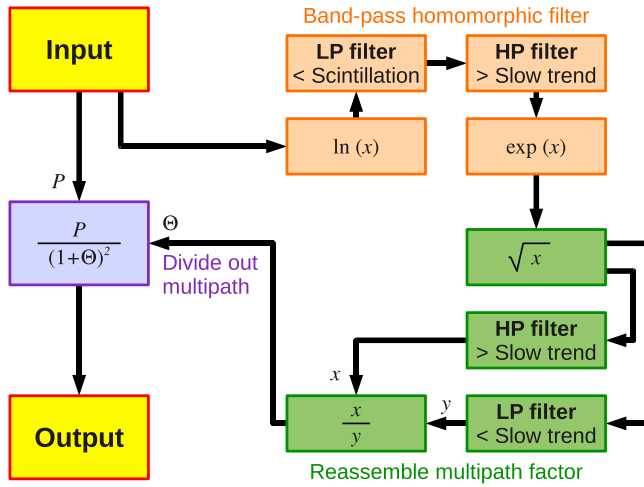 Band-pass homomorphic filter
Input
LP filter
< Scintillation
HP filter
> Slow trend
ln (x)
exp (x)
P
P
(1+Θ)²
Θ
Divide out
multipath
√x
HP filter
> Slow trend
x
x
y
y
LP filter
< Slow trend
Output
Reassemble multipath factor